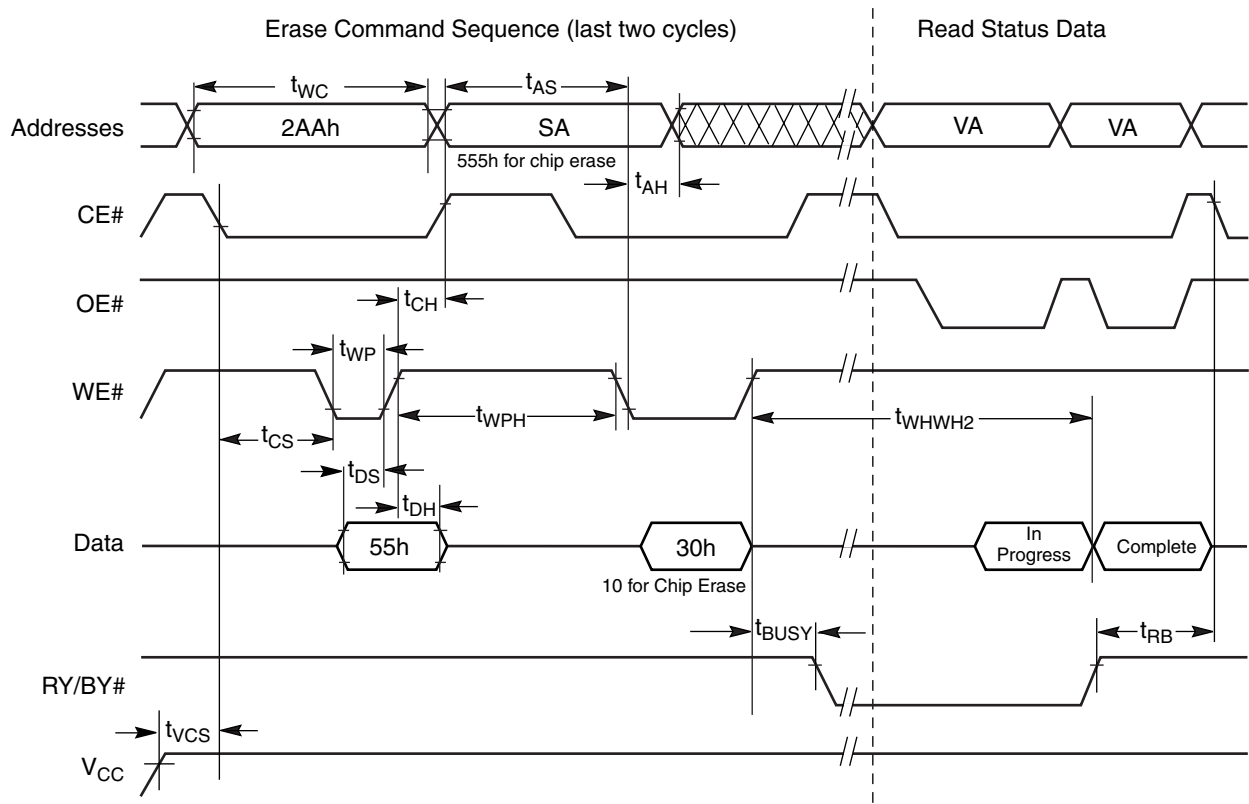 Erase Command Sequence (last two cycles)
Read Status Data
tWC
tAS
Addresses
2AAh
SA
VA
VA
555h for chip erase
tAH
CE#
OE#
tCH
tWP
WE#
tWPH
tWHWH2
tCS
tDS
tDH
Data
55h
30h
In
Progress
Complete
10 for Chip Erase
tBUSY
tRB
RY/BY#
tVCS
VCC